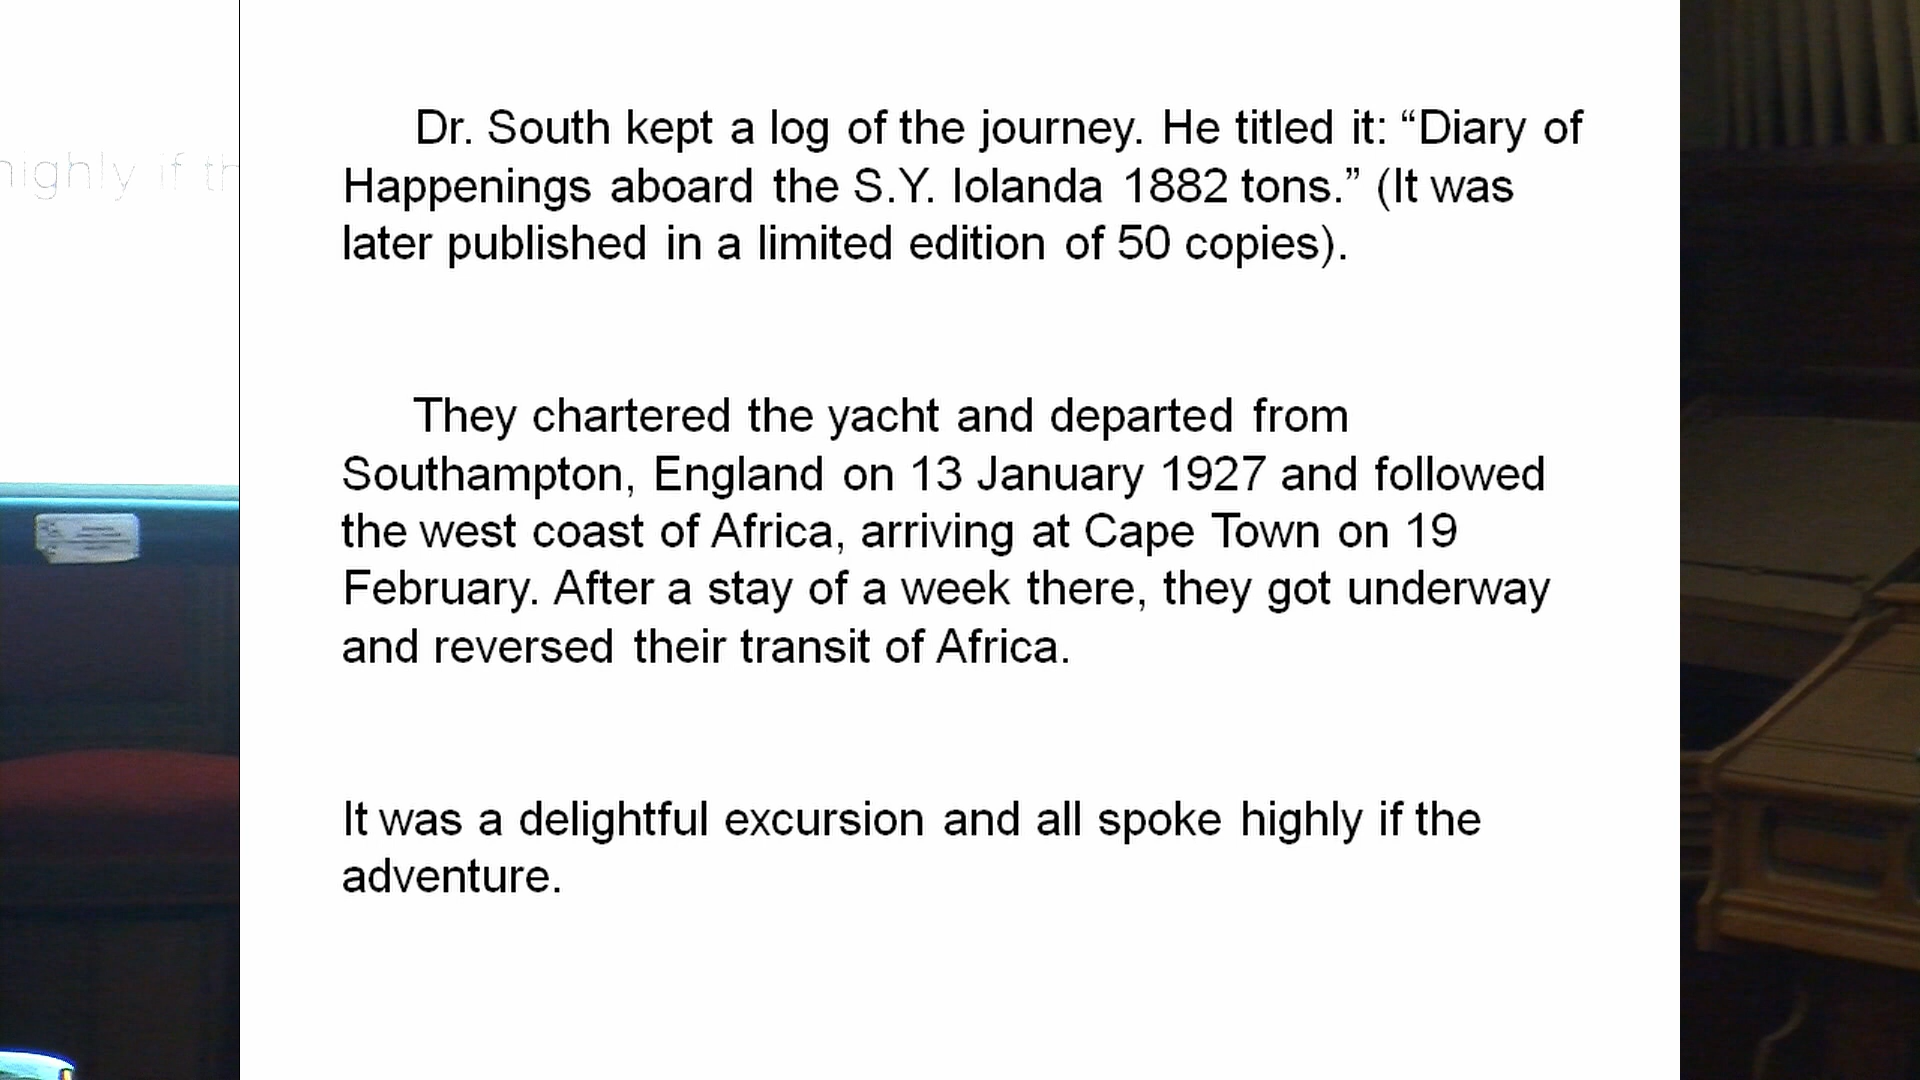 Dr. South kept a log of the journey. He titled it: “Diary of
Happenings aboard the S.Y. Iolanda 1882 tons.” (It was
later published in a limited edition of 50 copies).
They chartered the yacht and departed from
Southampton, England on 13 January 1927 and followed
the west coast of Africa, arriving at Cape Town on 19
February. After a stay of a week there, they got underway
and reversed their transit of Africa.
It was a delightful excursion and all spoke highly if the
adventure.
highly if th